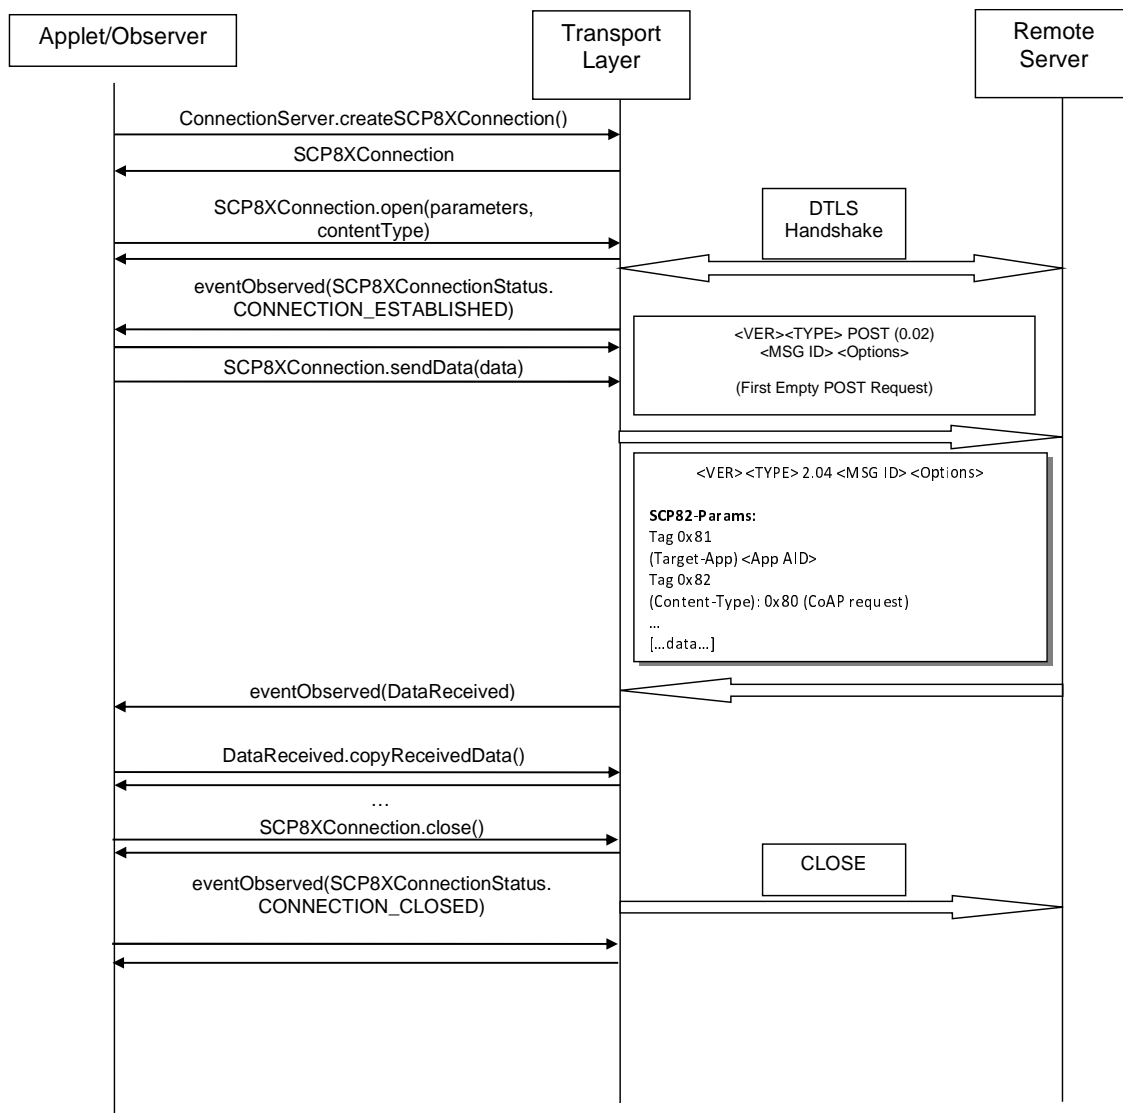 Applet/Observer
Transport
Layer
Remote
Server
ConnectionServer.createSCP8XConnection()
SCP8XConnection
SCP8XConnection.open(parameters,
contentType)
DTLS
Handshake
eventObserved(SCP8XConnectionStatus.
CONNECTION_ESTABLISHED)
<VER><TYPE> POST (0.02)
<MSG ID> <Options>
(First Empty POST Request)
SCP8XConnection.sendData(data)
<VER><TYPE> 2.04 <MSG ID> <Options>
SCP82-Params:
Tag 0x81
(Target-App) <App AID>
Tag 0x82
(Content-Type): 0x80 (CoAP request)
...
[...data...]
eventObserved(DataReceived)
DataReceived.copyReceivedData()
…
SCP8XConnection.close()
CLOSE
eventObserved(SCP8XConnectionStatus.
CONNECTION_CLOSED)